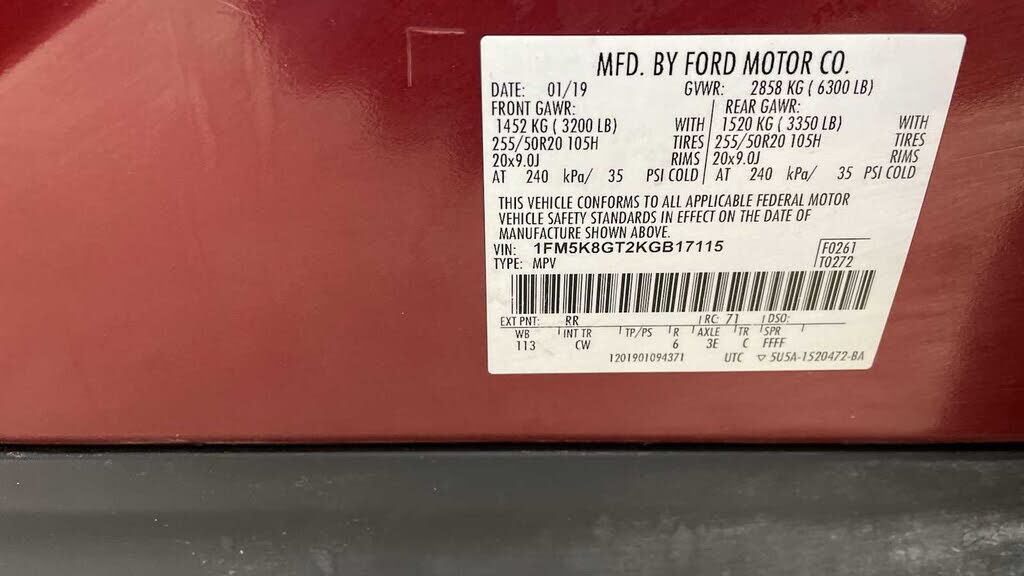 MFD. BY FORD MOTOR CO.
DATE: 01/19 GVWR: 2858 KG ( 6300 LB)
FRONT GAWR: REAR GAWR:
1452 KG ( 3200 LB) WITH 1520 KG ( 3350 LB) WITH
255/50R20 105H TIRES 255/50R20 105H TIRES
20x9.0J RIMS 20x9.0J RIMS
AT 240 kPa/ 35 PSI COLD AT 240 kPa/ 35 PSI COLD
THIS VEHICLE CONFORMS TO ALL APPLICABLE FEDERAL MOTOR
VEHICLE SAFETY STANDARDS IN EFFECT ON THE DATE OF
MANUFACTURE SHOWN ABOVE.
VIN: 1FM5K8GT2KGB17115 F0261
TYPE: MPV T0272
EXT PNT: RR RC: 71 DSO:
WB INT TR TP/PS R AXLE TR SPR
113 CW 6 3E C FFFF
1201901094371 UTC ▽ 5U5A-1520472-BA